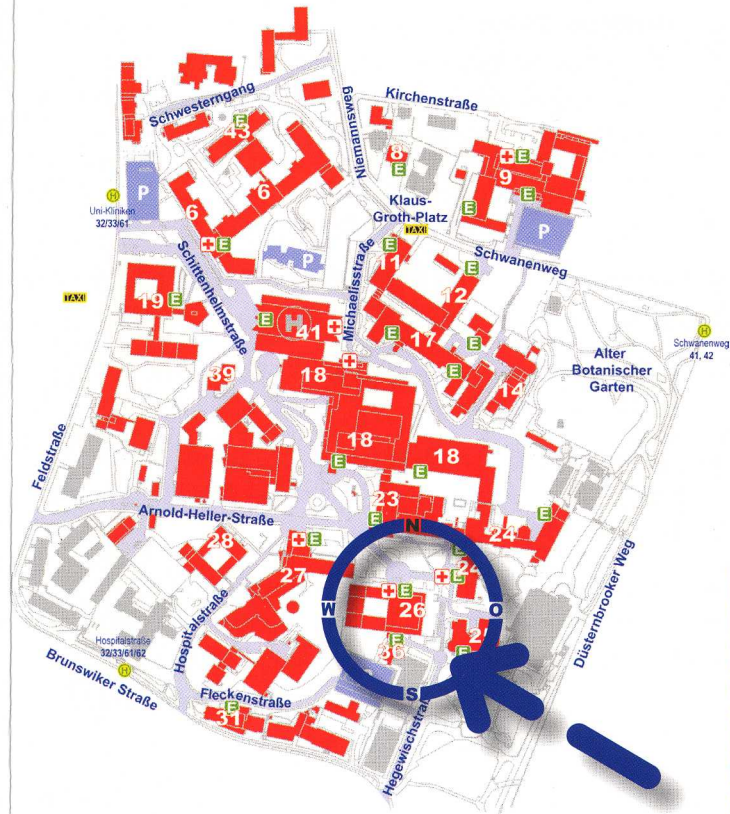 Kirchenstraße
Schwesterngang
Niemannsweg
43
8
E
9
E
6
P
Klaus-
Groth-Platz
TAXI
Uni-Kliniken
32/33/61
6
E
E
E
P
Schwanenweg
11
E
E
P
12
Michaelisstraße
Schittenhelmstraße
TAXI
19
E
E
H
41
E
17
E
Schwanenweg
41, 42
Alter
Botanischer
Garten
E
18
39
14
18
18
E
E
Feldstraße
23
E
E
Arnold-Heller-Straße
N
24
E
28
E
27
24
E
26
E
W
O
Düsternbrooker Weg
Hospitalstraße
Hospitalstraße
32/33/61/62
36
E
E
Brunswiker Straße
Fleckenstraße
S
E
31
Hegewischstraße